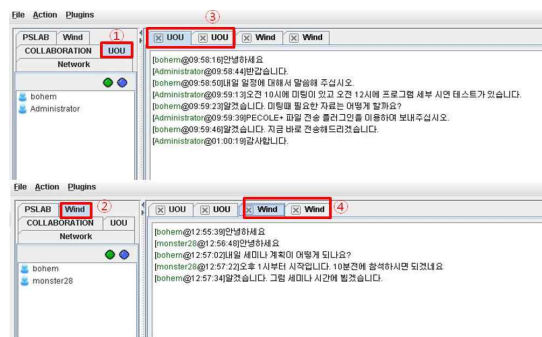 File Action Plugins
③
PSLAB Wind ①
COLLABORATION UOU
Network
UOU UOU Wind Wind
bohem
Administrator
[bohem@09:58:16]안녕하세요
[Administrator@09:58:44]반갑습니다.
[bohem@09:58:50]내일 일정에 대해서 말씀해 주십시오.
[Administrator@09:59:13]오전 10시에 미팅이 있고 오전 12시에 프로그램 세부 시연 테스트가 있습니다.
[bohem@09:59:23]알겠습니다. 미팅때 필요한 자료는 어떻게 할까요?
[Administrator@09:59:39]PECOLE+ 파일 전송 플러그인을 이용하여 보내주십시오.
[bohem@09:59:46]알겠습니다. 지금 바로 전송해드리겠습니다.
[Administrator@01:00:19]감사합니다.
File Action Plugins
PSLAB Wind ②
COLLABORATION UOU
Network
UOU UOU Wind Wind ④
bohem
monster28
[bohem@12:55:39]안녕하세요
[monster28@12:56:48]안녕하세요
[bohem@12:57:02]내일 세미나 계획이 어떻게 되나요?
[monster28@12:57:22]오후 1시부터 시작입니다. 10분전에 참석하시면 되겠네요
[bohem@12:57:34]알겠습니다. 그럼 세미나 시간에 뵙겠습니다.